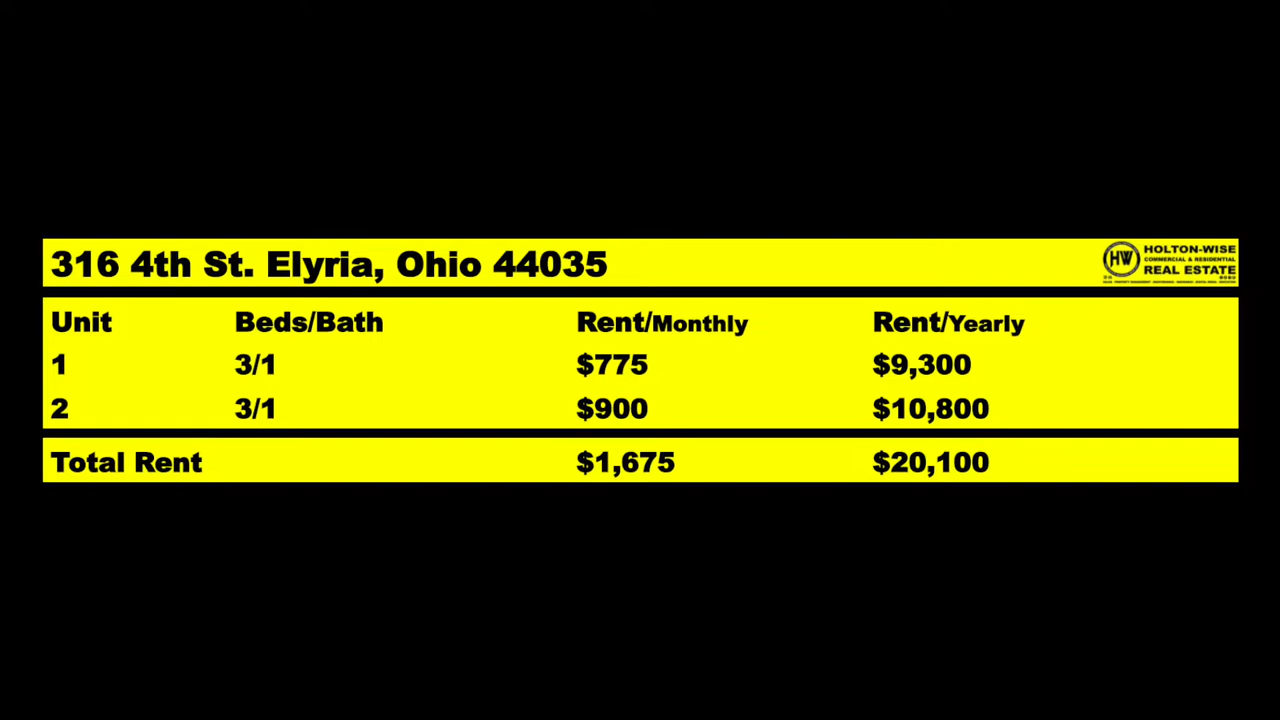 316 4th St. Elyria, Ohio 44035
HW HOLTON-WISE
COMMERCIAL & RESIDENTIAL
REAL ESTATE
Unit Beds/Bath Rent/Monthly Rent/Yearly
1 3/1 $775 $9,300
2 3/1 $900 $10,800
Total Rent $1,675 $20,100